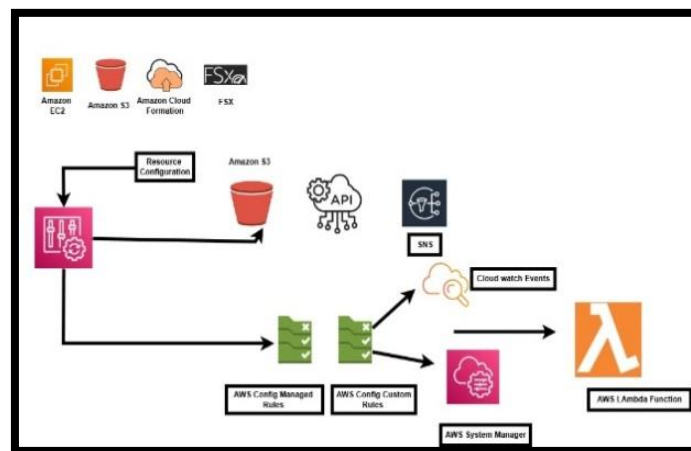 FSx
Amazon
EC2
Amazon S3
Amazon Cloud
Formation
FSX
Resource
Configuration
Amazon S3
API
SNS
Cloud watch Events
AWS Config Managed
Rules
AWS Config Custom
Rules
AWS System Manager
AWS LAmbda Function